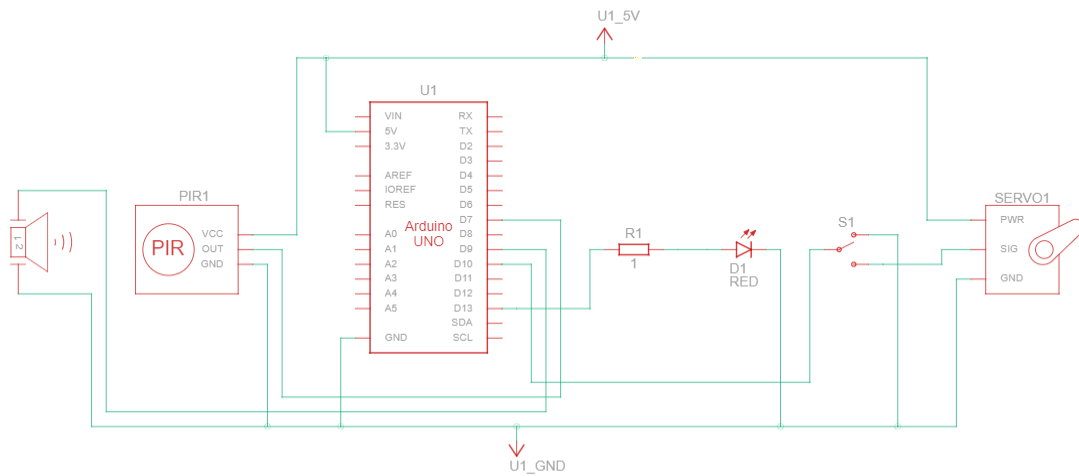 U1_5V
U1
VIN
5V
3.3V
AREF
IOREF
RES
A0
A1
A2
A3
A4
A5
GND
Arduino
UNO
RX
TX
D2
D3
D4
D5
D6
D7
D8
D9
D10
D11
D12
D13
SDA
SCL
L2
PIR1
PIR
VCC
OUT
GND
R1
1
D1
RED
S1
SERVO1
PWR
SIG
GND
U1_GND